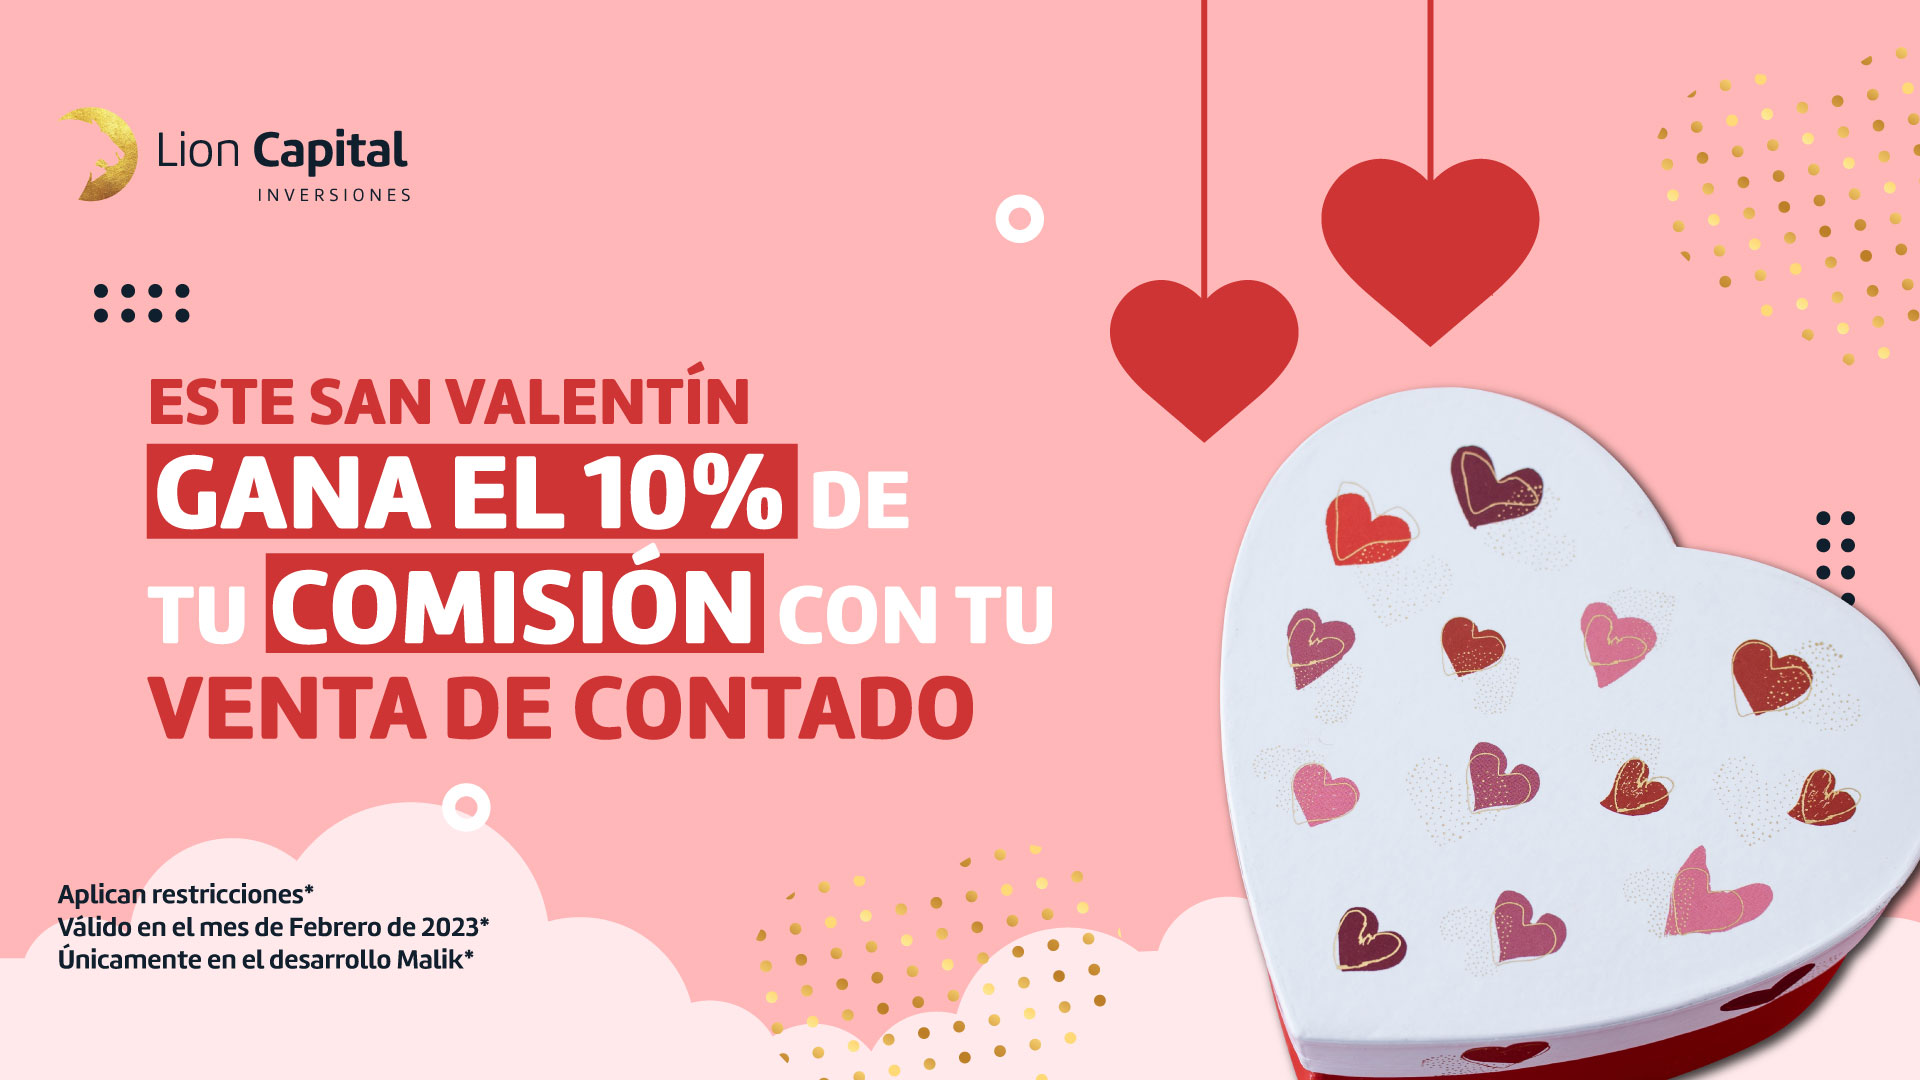 Lion Capital
INVERSIONES
ESTE SAN VALENTÍN
GANA EL 10% DE
TU COMISIÓN CON TU
VENTA DE CONTADO
Aplican restricciones*
Válido en el mes de Febrero de 2023*
Únicamente en el desarrollo Malik*